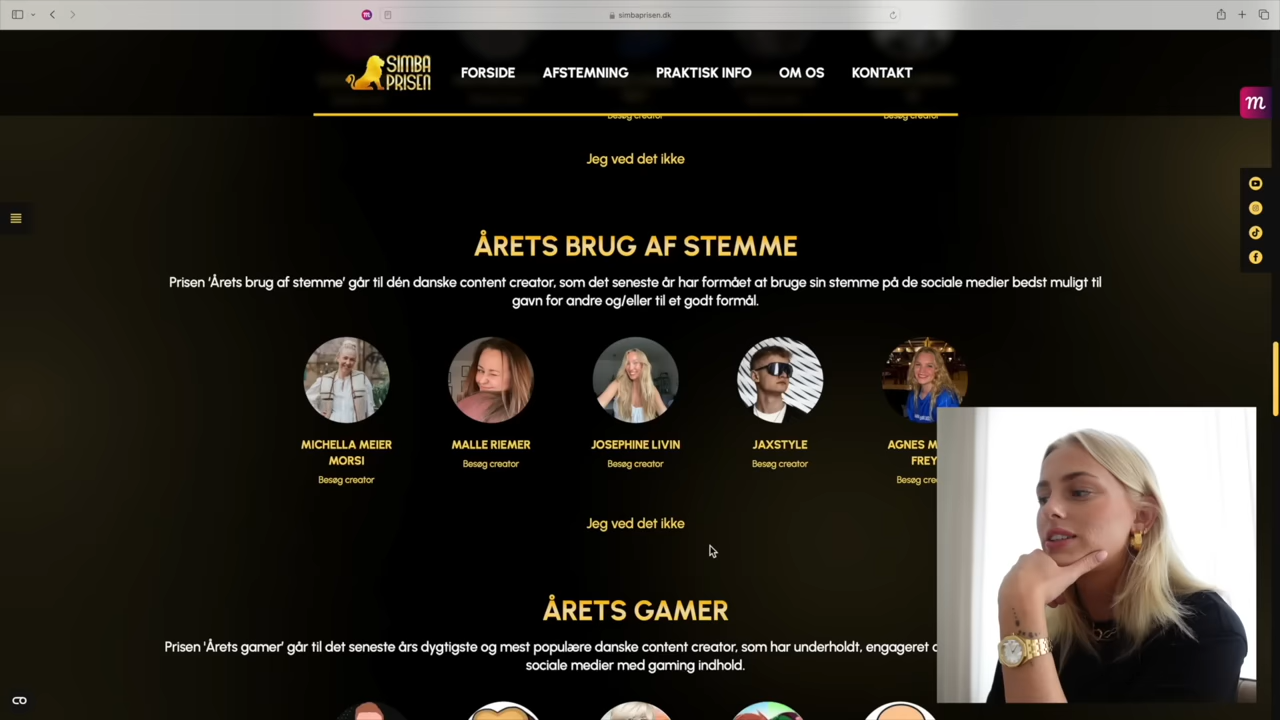 simbaprisen.dk
SIMBA
PRISEN
FORSIDE
AFSTEMNING
PRAKTISK INFO
OM OS
KONTAKT
m
Besøg creator
Besøg creator
Jeg ved det ikke
ÅRETS BRUG AF STEMME
Prisen 'Årets brug af stemme' går til dén danske content creator, som det seneste år har formået at bruge sin stemme på de sociale medier bedst muligt til
gavn for andre og/eller til et godt formål.
MICHELLA MEIER
MORSI
Besøg creator
MALLE RIEMER
Besøg creator
JOSEPHINE LIVIN
Besøg creator
JAXSTYLE
Besøg creator
AGNES M
FREY
Besøg cre
Jeg ved det ikke
ÅRETS GAMER
Prisen 'Årets gamer' går til det seneste års dygtigste og mest populære danske content creator, som har underholdt, engageret
sociale medier med gaming indhold.